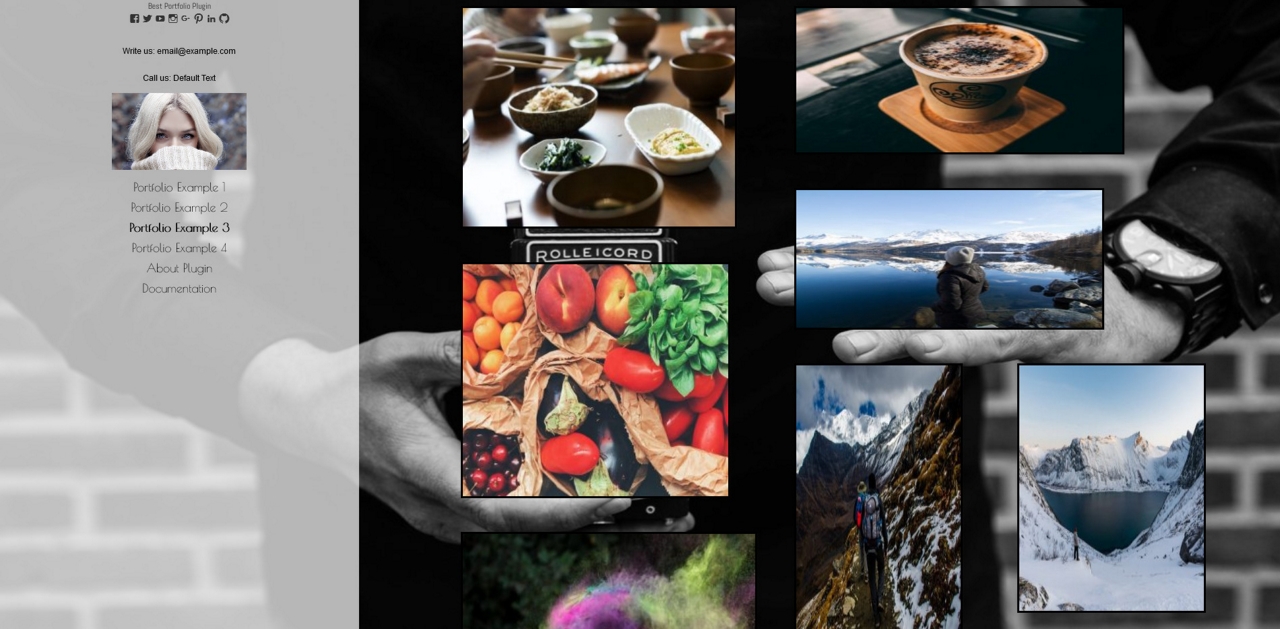 Best Portfolio Plugin
Write us: email@example.com
Call us: Default Text
Portfolio Example 1
Portfolio Example 2
Portfolio Example 3
Portfolio Example 4
About Plugin
Documentation
ROLLEICORD